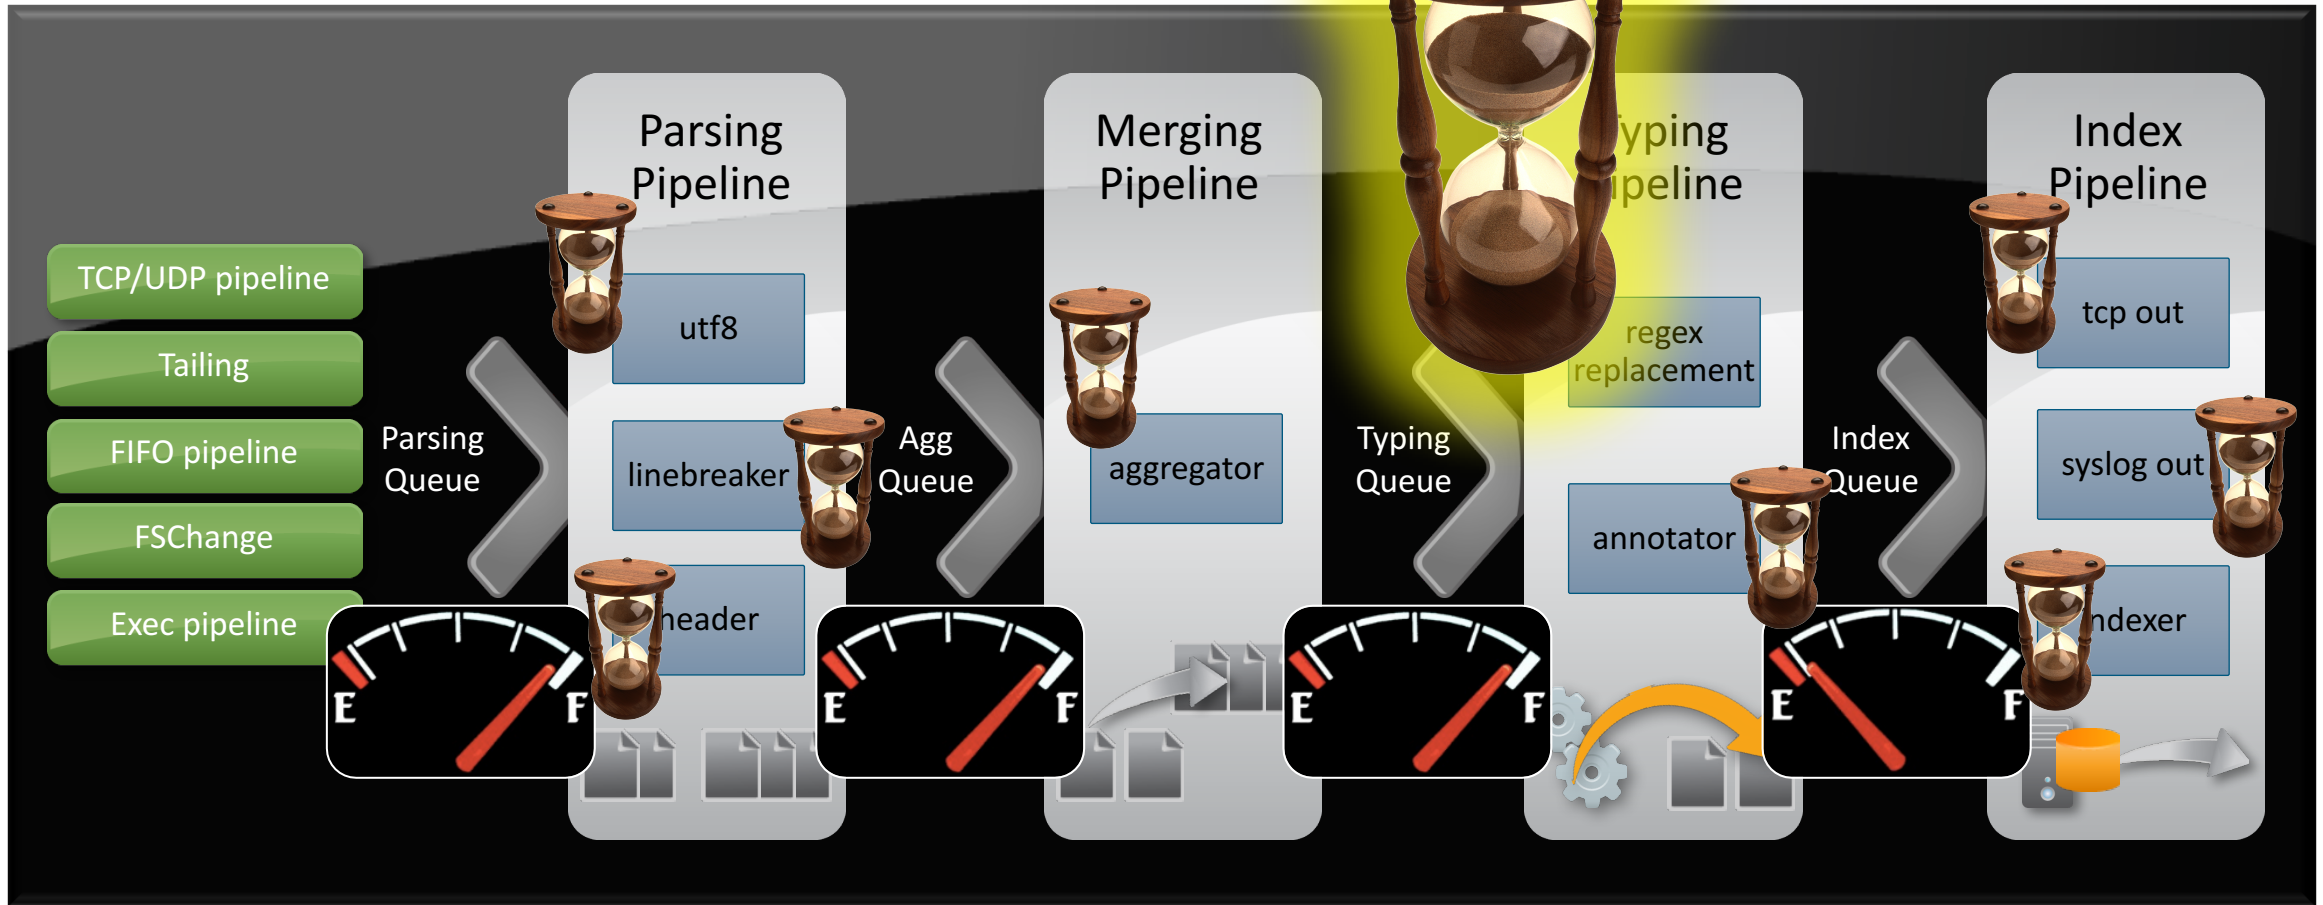 Parsing
Pipeline
Merging
Pipeline
yping
ipeline
Index
Pipeline
TCP/UDP pipeline
Tailing
FIFO pipeline
FSChange
Exec pipeline
Parsing
Queue
utf8
linebreaker
header
Agg
Queue
aggregator
Typing
Queue
regex
replacement
annotator
Index
Queue
tcp out
syslog out
ndexer
E
F
E
F
E
F
E
F